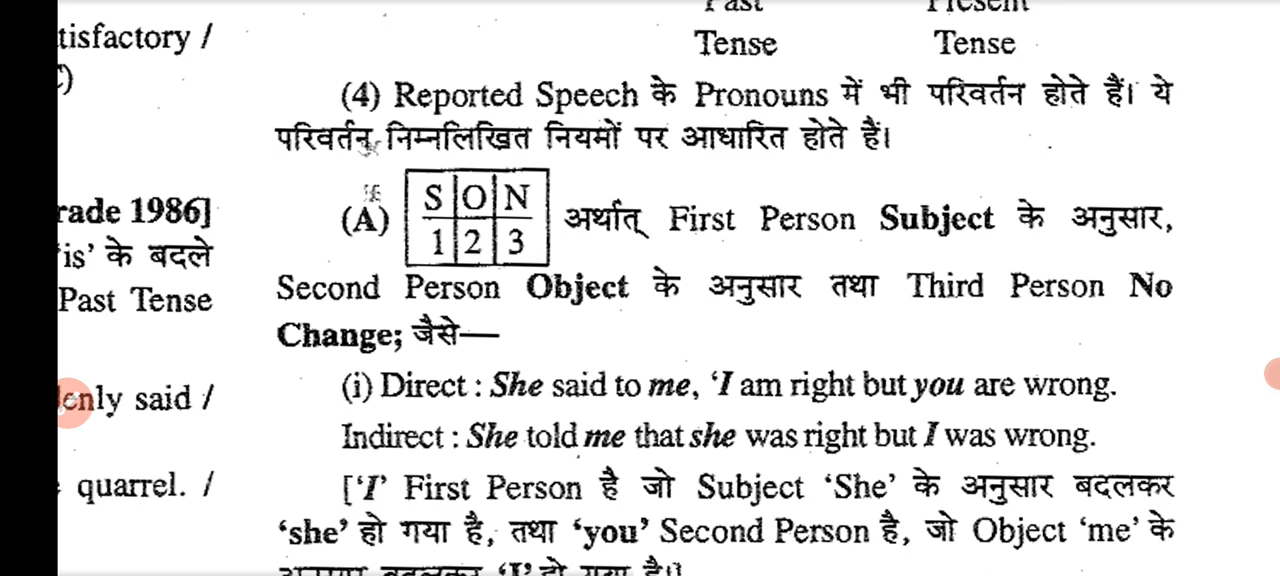 tisfactory /
Past Present
Tense Tense
(4) Reported Speech के Pronouns में भी परिवर्तन होते हैं। ये
परिवर्तन निम्नलिखित नियमों पर आधारित होते हैं।
rade 1986]
(A) S O N अर्थात् First Person Subject के अनुसार,
1 2 3
'is' के बदले
Past Tense
Second Person Object के अनुसार तथा Third Person No
Change; जैसे—
(i) Direct : She said to me, 'I am right but you are wrong.
enly said /
Indirect : She told me that she was right but I was wrong.
quarrel. /
['I' First Person है जो Subject 'She' के अनुसार बदलकर
'she' हो गया है, तथा 'you' Second Person है, जो Object 'me' के
बदलकर 'I' हो गया है।]